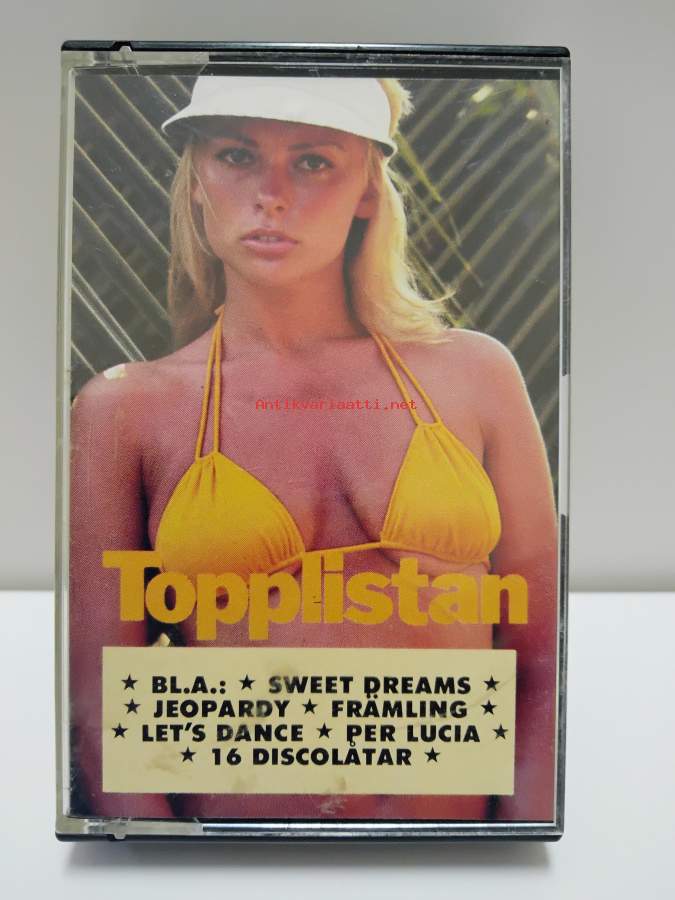 Antikvariaatti.net
Topplistan
★ BL.A.: ★ SWEET DREAMS ★
★ JEOPARDY ★ FRÄMLING ★
★ LET'S DANCE ★ PER LUCIA ★
★ 16 DISCOLÅTAR ★